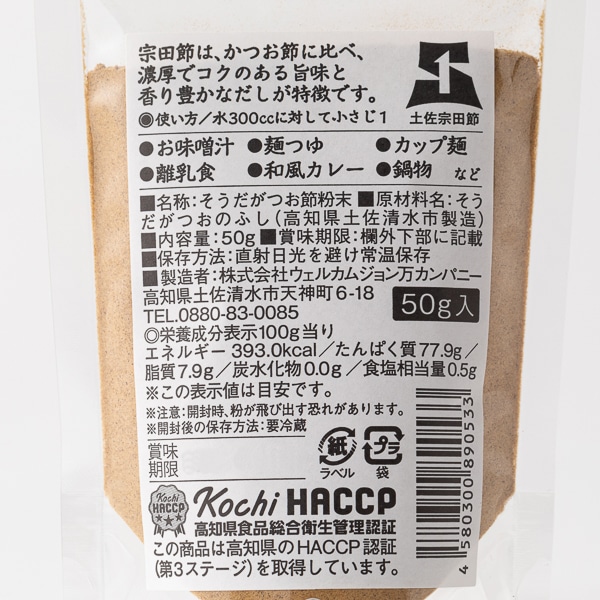 宗田節は、かつお節に比べ、
濃厚でコクのある旨味と
香り豊かなだしが特徴です。
●使い方/水300ccに対して小さじ1
土佐宗田節
●お味噌汁 ●麺つゆ ●カップ麺
●離乳食 ●和風カレー ●鍋物 など
■名称:そうだがつお節粉末 ■原材料名:そう
だがつおのふし(高知県土佐清水市製造)
■内容量:50g ■賞味期限:欄外下部に記載
■保存方法:直射日光を避け常温保存
■製造者:株式会社ウェルカムジョン万カンパニー
高知県土佐清水市天神町6-18
TEL.0880-83-0085
50g入
◎栄養成分表示100g当り
エネルギー 393.0kcal/たんぱく質77.9g/
脂質7.9g/炭水化物0.0g/食塩相当量0.5g
※この表示値は目安です。
※注意:開封時、粉が飛び出す恐れがあります。
※開封後の保存方法:要冷蔵
賞味
期限
紙
ラベル
プラ
袋
4 580300 890533
Kochi
HACCP
Kochi HACCP
高知県食品総合衛生管理認証
この商品は高知県のHACCP認証
(第3ステージ)を取得しています。